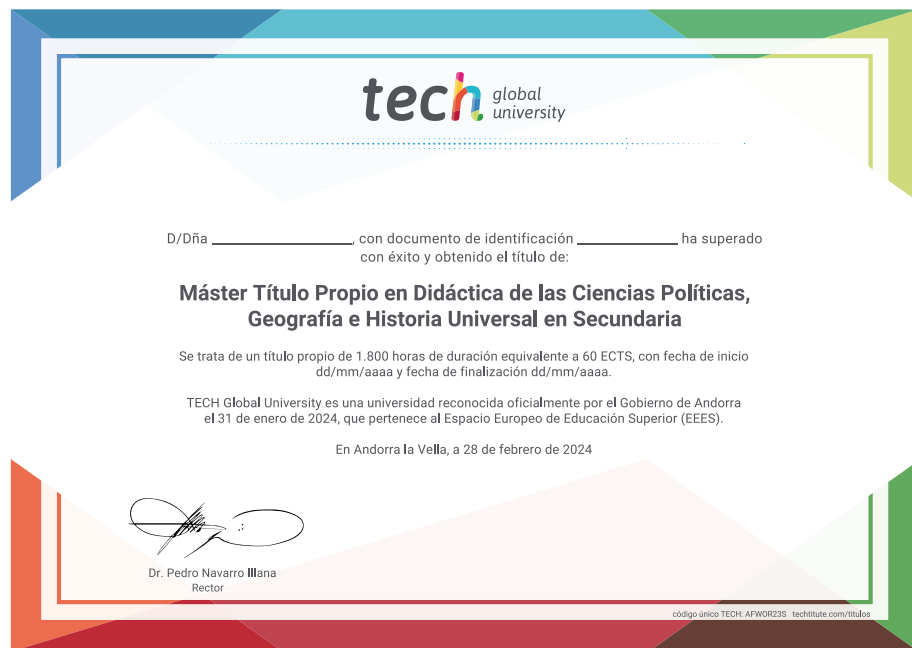 tech global
university
D/Dña ____________________, con documento de identificación ______________ ha superado
con éxito y obtenido el título de:
Máster Título Propio en Didáctica de las Ciencias Políticas,
Geografía e Historia Universal en Secundaria
Se trata de un título propio de 1.800 horas de duración equivalente a 60 ECTS, con fecha de inicio
dd/mm/aaaa y fecha de finalización dd/mm/aaaa.
TECH Global University es una universidad reconocida oficialmente por el Gobierno de Andorra
el 31 de enero de 2024, que pertenece al Espacio Europeo de Educación Superior (EEES).
En Andorra la Vella, a 28 de febrero de 2024
Dr. Pedro Navarro Illana
Rector
código único TECH: AFWOR23S techtitute.com/titulos